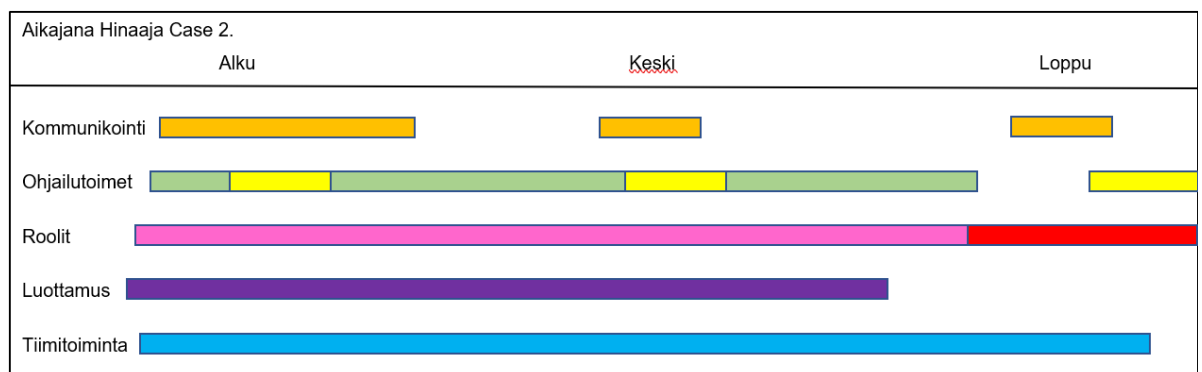 Aikajana Hinaaja Case 2.
Alku Keski Loppu
Kommunikointi
Ohjailutoimet
Roolit
Luottamus
Tiimitoiminta